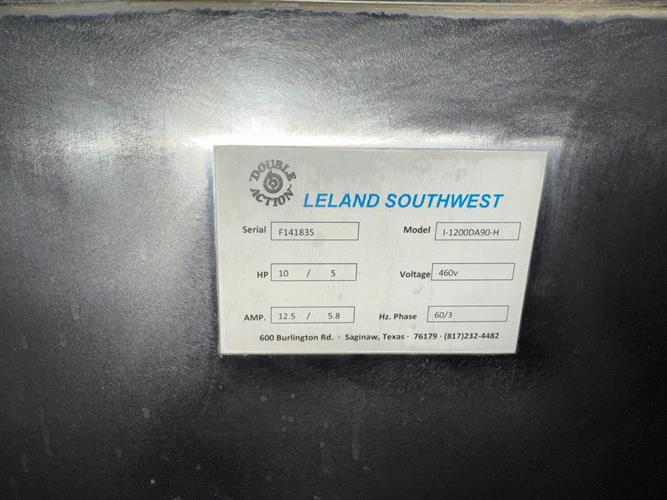 DOUBLE ACTION
LELAND SOUTHWEST
Serial F141835 Model I-1200DA90-H
HP 10 / 5 Voltage 460v
AMP. 12.5 / 5.8 Hz. Phase 60/3
600 Burlington Rd. · Saginaw, Texas · 76179 · (817)232-4482